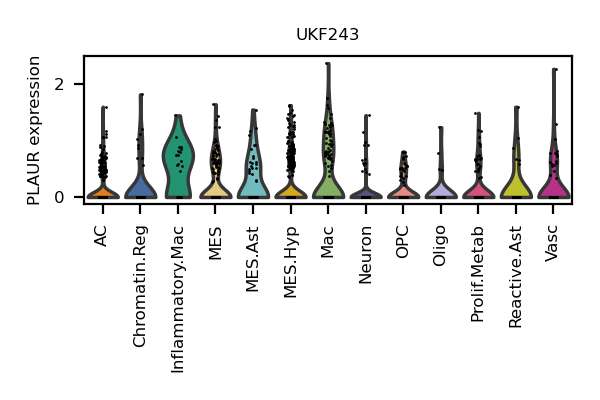 UKF243
PLAUR expression
2
0
AC
Chromatin.Reg
Inflammatory.Mac
MES
MES.Ast
MES.Hyp
Mac
Neuron
OPC
Oligo
Prolif.Metab
Reactive.Ast
Vasc